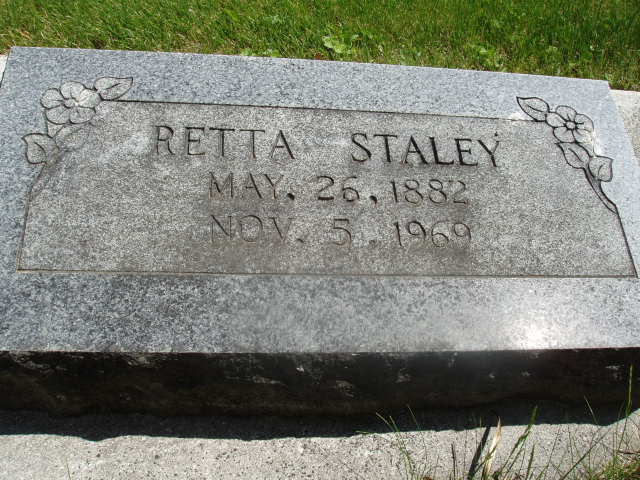 RETTA STALEY
MAY. 26, 1882
NOV. 5, 1969